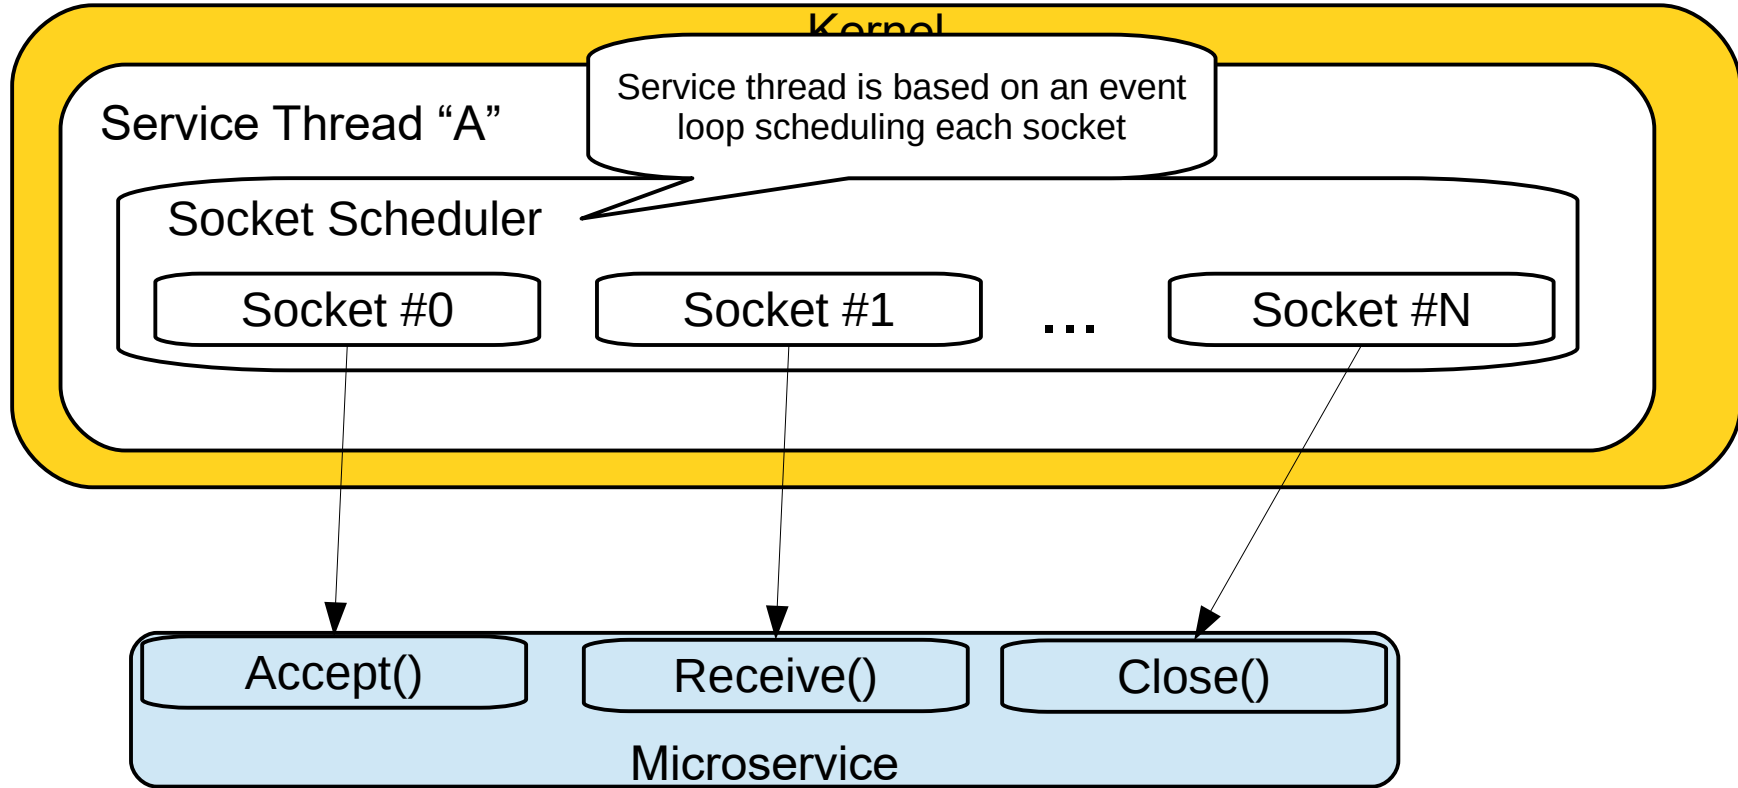 Kernel
Service thread is based on an event
loop scheduling each socket
Service Thread “A”
Socket Scheduler
Socket #0
Socket #1
...
Socket #N
Accept()
Receive()
Close()
Microservice